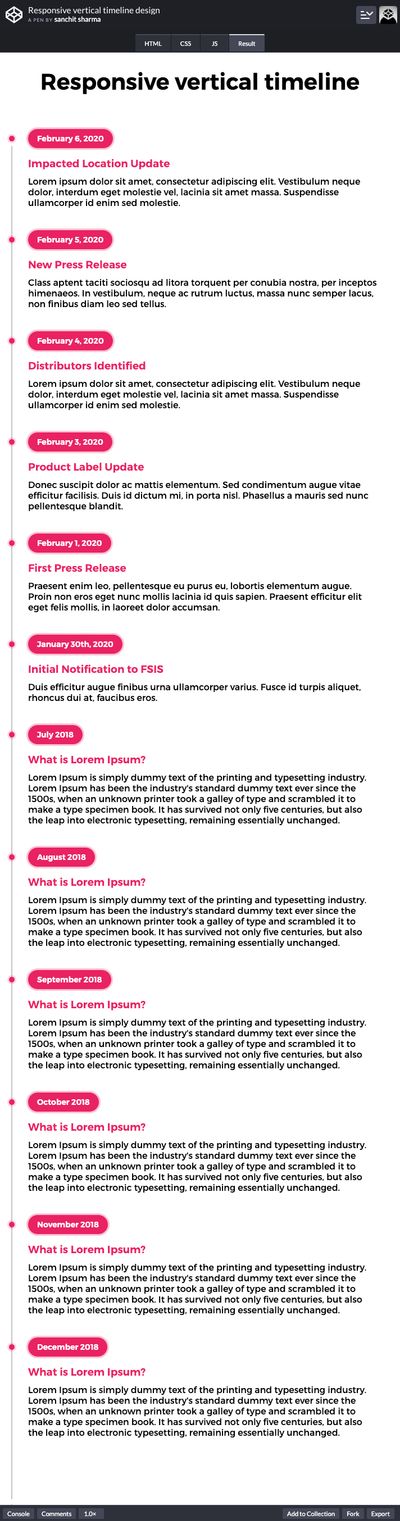 Responsive vertical timeline design
A PEN BY sanchit sharma
HTML CSS JS Result
Responsive vertical timeline
February 6, 2020
Impacted Location Update
Lorem ipsum dolor sit amet, consectetur adipiscing elit. Vestibulum neque
dolor, interdum eget molestie vel, lacinia sit amet massa. Suspendisse
ullamcorper id enim sed molestie.
February 5, 2020
New Press Release
Class aptent taciti sociosqu ad litora torquent per conubia nostra, per inceptos
himenaeos. In vestibulum, neque ac rutrum luctus, massa nunc semper lacus,
non finibus diam leo sed tellus.
February 4, 2020
Distributors Identified
Lorem ipsum dolor sit amet, consectetur adipiscing elit. Vestibulum neque
dolor, interdum eget molestie vel, lacinia sit amet massa. Suspendisse
ullamcorper id enim sed molestie.
February 3, 2020
Product Label Update
Donec suscipit dolor ac mattis elementum. Sed condimentum augue vitae
efficitur facilisis. Duis id dictum mi, in porta nisl. Phasellus a mauris sed nunc
pellentesque blandit.
February 1, 2020
First Press Release
Praesent enim leo, pellentesque eu purus eu, lobortis elementum augue.
Proin non eros eget nunc mollis lacinia id quis sapien. Praesent efficitur elit
eget felis mollis, in laoreet dolor accumsan.
January 30th, 2020
Initial Notification to FSIS
Duis efficitur augue finibus urna ullamcorper varius. Fusce id turpis aliquet,
rhoncus dui at, faucibus eros.
July 2018
What is Lorem Ipsum?
Lorem Ipsum is simply dummy text of the printing and typesetting industry.
Lorem Ipsum has been the industry's standard dummy text ever since the
1500s, when an unknown printer took a galley of type and scrambled it to
make a type specimen book. It has survived not only five centuries, but also
the leap into electronic typesetting, remaining essentially unchanged.
August 2018
What is Lorem Ipsum?
Lorem Ipsum is simply dummy text of the printing and typesetting industry.
Lorem Ipsum has been the industry's standard dummy text ever since the
1500s, when an unknown printer took a galley of type and scrambled it to
make a type specimen book. It has survived not only five centuries, but also
the leap into electronic typesetting, remaining essentially unchanged.
September 2018
What is Lorem Ipsum?
Lorem Ipsum is simply dummy text of the printing and typesetting industry.
Lorem Ipsum has been the industry's standard dummy text ever since the
1500s, when an unknown printer took a galley of type and scrambled it to
make a type specimen book. It has survived not only five centuries, but also
the leap into electronic typesetting, remaining essentially unchanged.
October 2018
What is Lorem Ipsum?
Lorem Ipsum is simply dummy text of the printing and typesetting industry.
Lorem Ipsum has been the industry's standard dummy text ever since the
1500s, when an unknown printer took a galley of type and scrambled it to
make a type specimen book. It has survived not only five centuries, but also
the leap into electronic typesetting, remaining essentially unchanged.
November 2018
What is Lorem Ipsum?
Lorem Ipsum is simply dummy text of the printing and typesetting industry.
Lorem Ipsum has been the industry's standard dummy text ever since the
1500s, when an unknown printer took a galley of type and scrambled it to
make a type specimen book. It has survived not only five centuries, but also
the leap into electronic typesetting, remaining essentially unchanged.
December 2018
What is Lorem Ipsum?
Lorem Ipsum is simply dummy text of the printing and typesetting industry.
Lorem Ipsum has been the industry's standard dummy text ever since the
1500s, when an unknown printer took a galley of type and scrambled it to
make a type specimen book. It has survived not only five centuries, but also
the leap into electronic typesetting, remaining essentially unchanged.
Console Comments 1.0× Add to Collection Fork Export